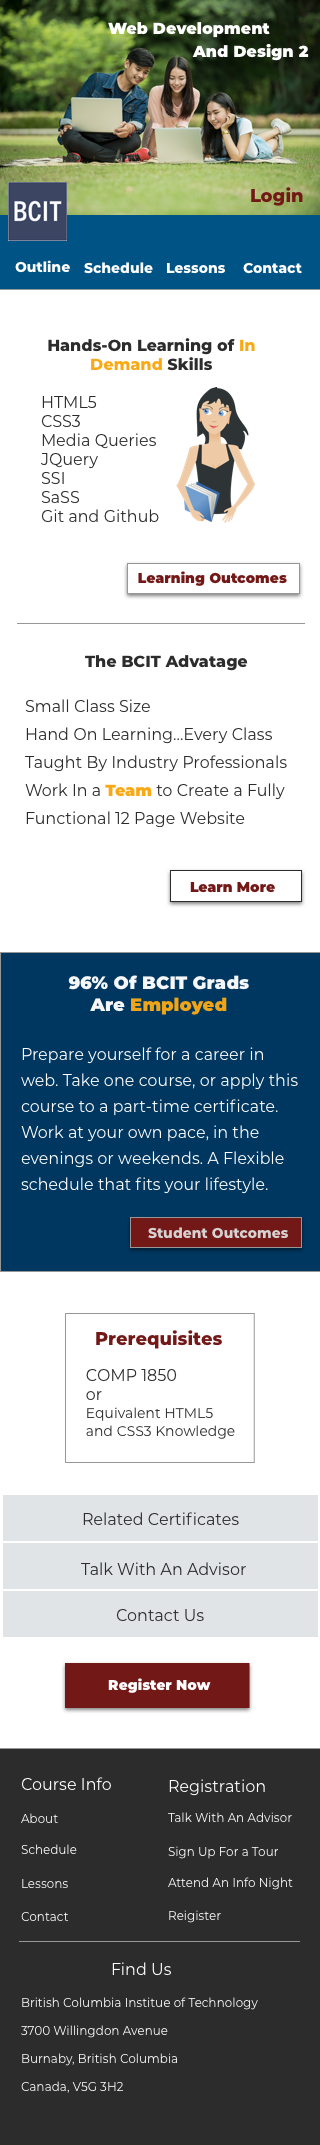 Web Development
And Design 2
Login
BCIT
Outline Schedule Lessons Contact
Hands-On Learning of In
Demand Skills
HTML5
CSS3
Media Queries
JQuery
SSI
SaSS
Git and Github
Learning Outcomes
The BCIT Advatage
Small Class Size
Hand On Learning...Every Class
Taught By Industry Professionals
Work In a Team to Create a Fully
Functional 12 Page Website
Learn More
96% Of BCIT Grads
Are Employed
Prepare yourself for a career in
web. Take one course, or apply this
course to a part-time certificate.
Work at your own pace, in the
evenings or weekends. A Flexible
schedule that fits your lifestyle.
Student Outcomes
Prerequisites
COMP 1850
or
Equivalent HTML5
and CSS3 Knowledge
Related Certificates
Talk With An Advisor
Contact Us
Register Now
Course Info
About
Schedule
Lessons
Contact
Registration
Talk With An Advisor
Sign Up For a Tour
Attend An Info Night
Reigister
Find Us
British Columbia Institue of Technology
3700 Willingdon Avenue
Burnaby, British Columbia
Canada, V5G 3H2